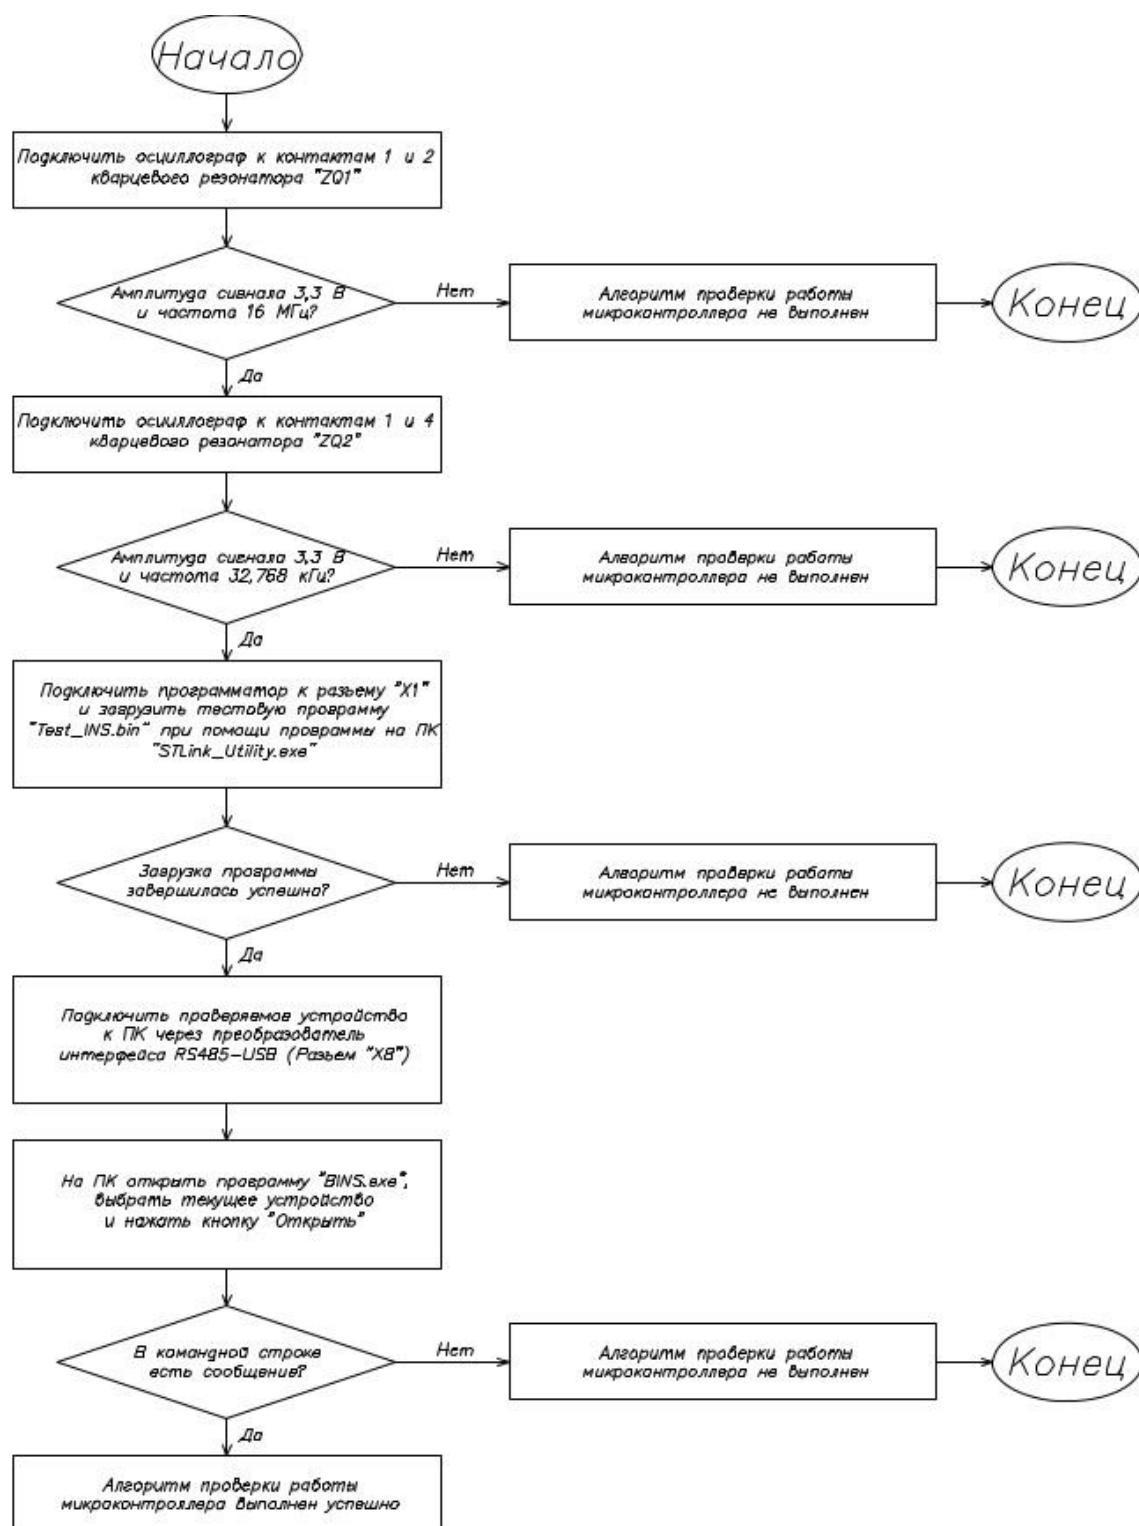 Начало
Подключить осциллограф к контактам 1 и 2
кварцевого резонатора "ZQ1"
Амплитуда сигнала 3,3 В
и частота 16 МГц?
Нет
Алгоритм проверки работы
микроконтроллера не выполнен
Конец
Да
Подключить осциллограф к контактам 1 и 4
кварцевого резонатора "ZQ2"
Амплитуда сигнала 3,3 В
и частота 32,768 кГц?
Нет
Алгоритм проверки работы
микроконтроллера не выполнен
Конец
Да
Подключить программатор к разъему "X1"
и загрузить тестовую программу
"Test_INS.bin" при помощи программы на ПК
"STLink_Utility.exe"
Загрузка программы
завершилась успешно?
Нет
Алгоритм проверки работы
микроконтроллера не выполнен
Конец
Да
Подключить проверяемое устройство
к ПК через преобразователь
интерфейса RS485-USB (Разъем "X8")
На ПК открыть программу "BINS.exe",
выбрать текущее устройство
и нажать кнопку "Открыть"
В командной строке
есть сообщение?
Нет
Алгоритм проверки работы
микроконтроллера не выполнен
Конец
Да
Алгоритм проверки работы
микроконтроллера выполнен успешно